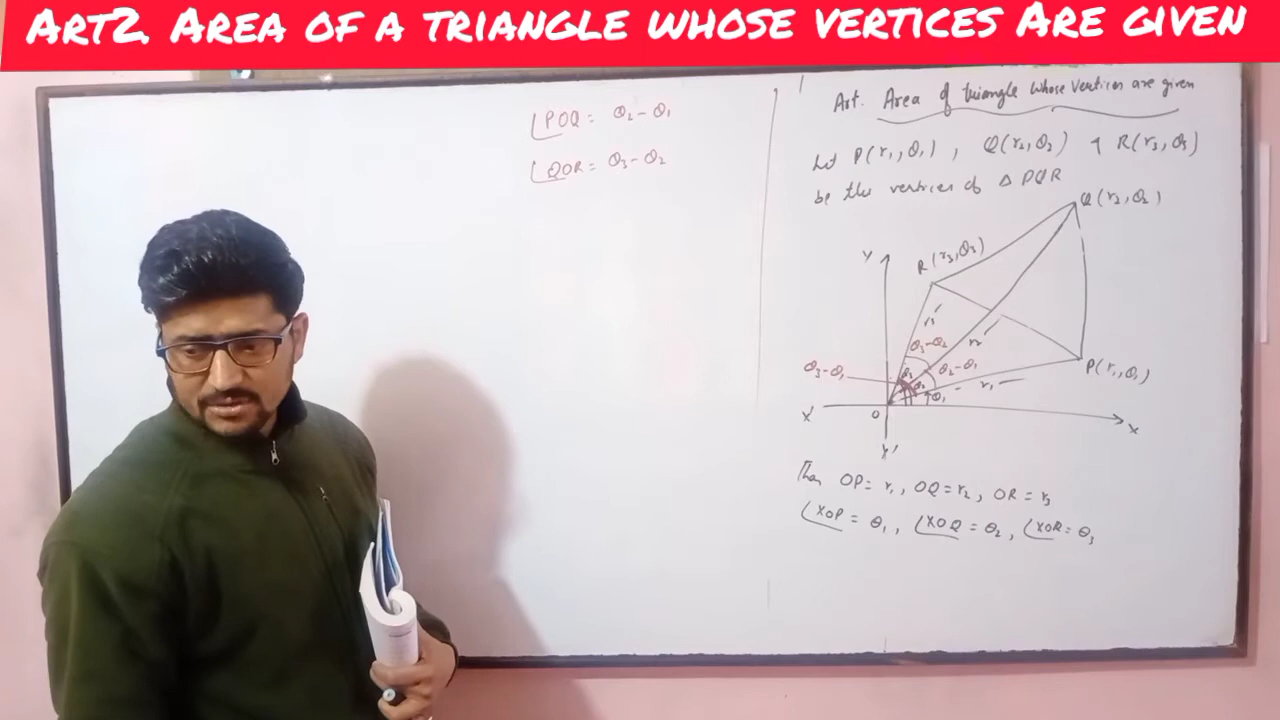 Art2. Area of a triangle whose vertices Are given
∠POQ = θ₂-θ₁
∠QOR = θ₃-θ₂
Art. Area of triangle whose vertices are given
Let P(r₁,θ₁), Q(r₂,θ₂) & R(r₃,θ₃)
be the vertices of Δ PQR
Q(r₂,θ₂)
R(r₃,θ₃)
Y
r₃
θ₃-θ₂
r₂
θ₃-θ₁
θ₃
θ₂
θ₂-θ₁
P(r₁,θ₁)
r₁
θ₁
X'
O
X
Y'
Then OP = r₁, OQ = r₂, OR = r₃
∠XOP = θ₁, ∠XOQ = θ₂, ∠XOR = θ₃